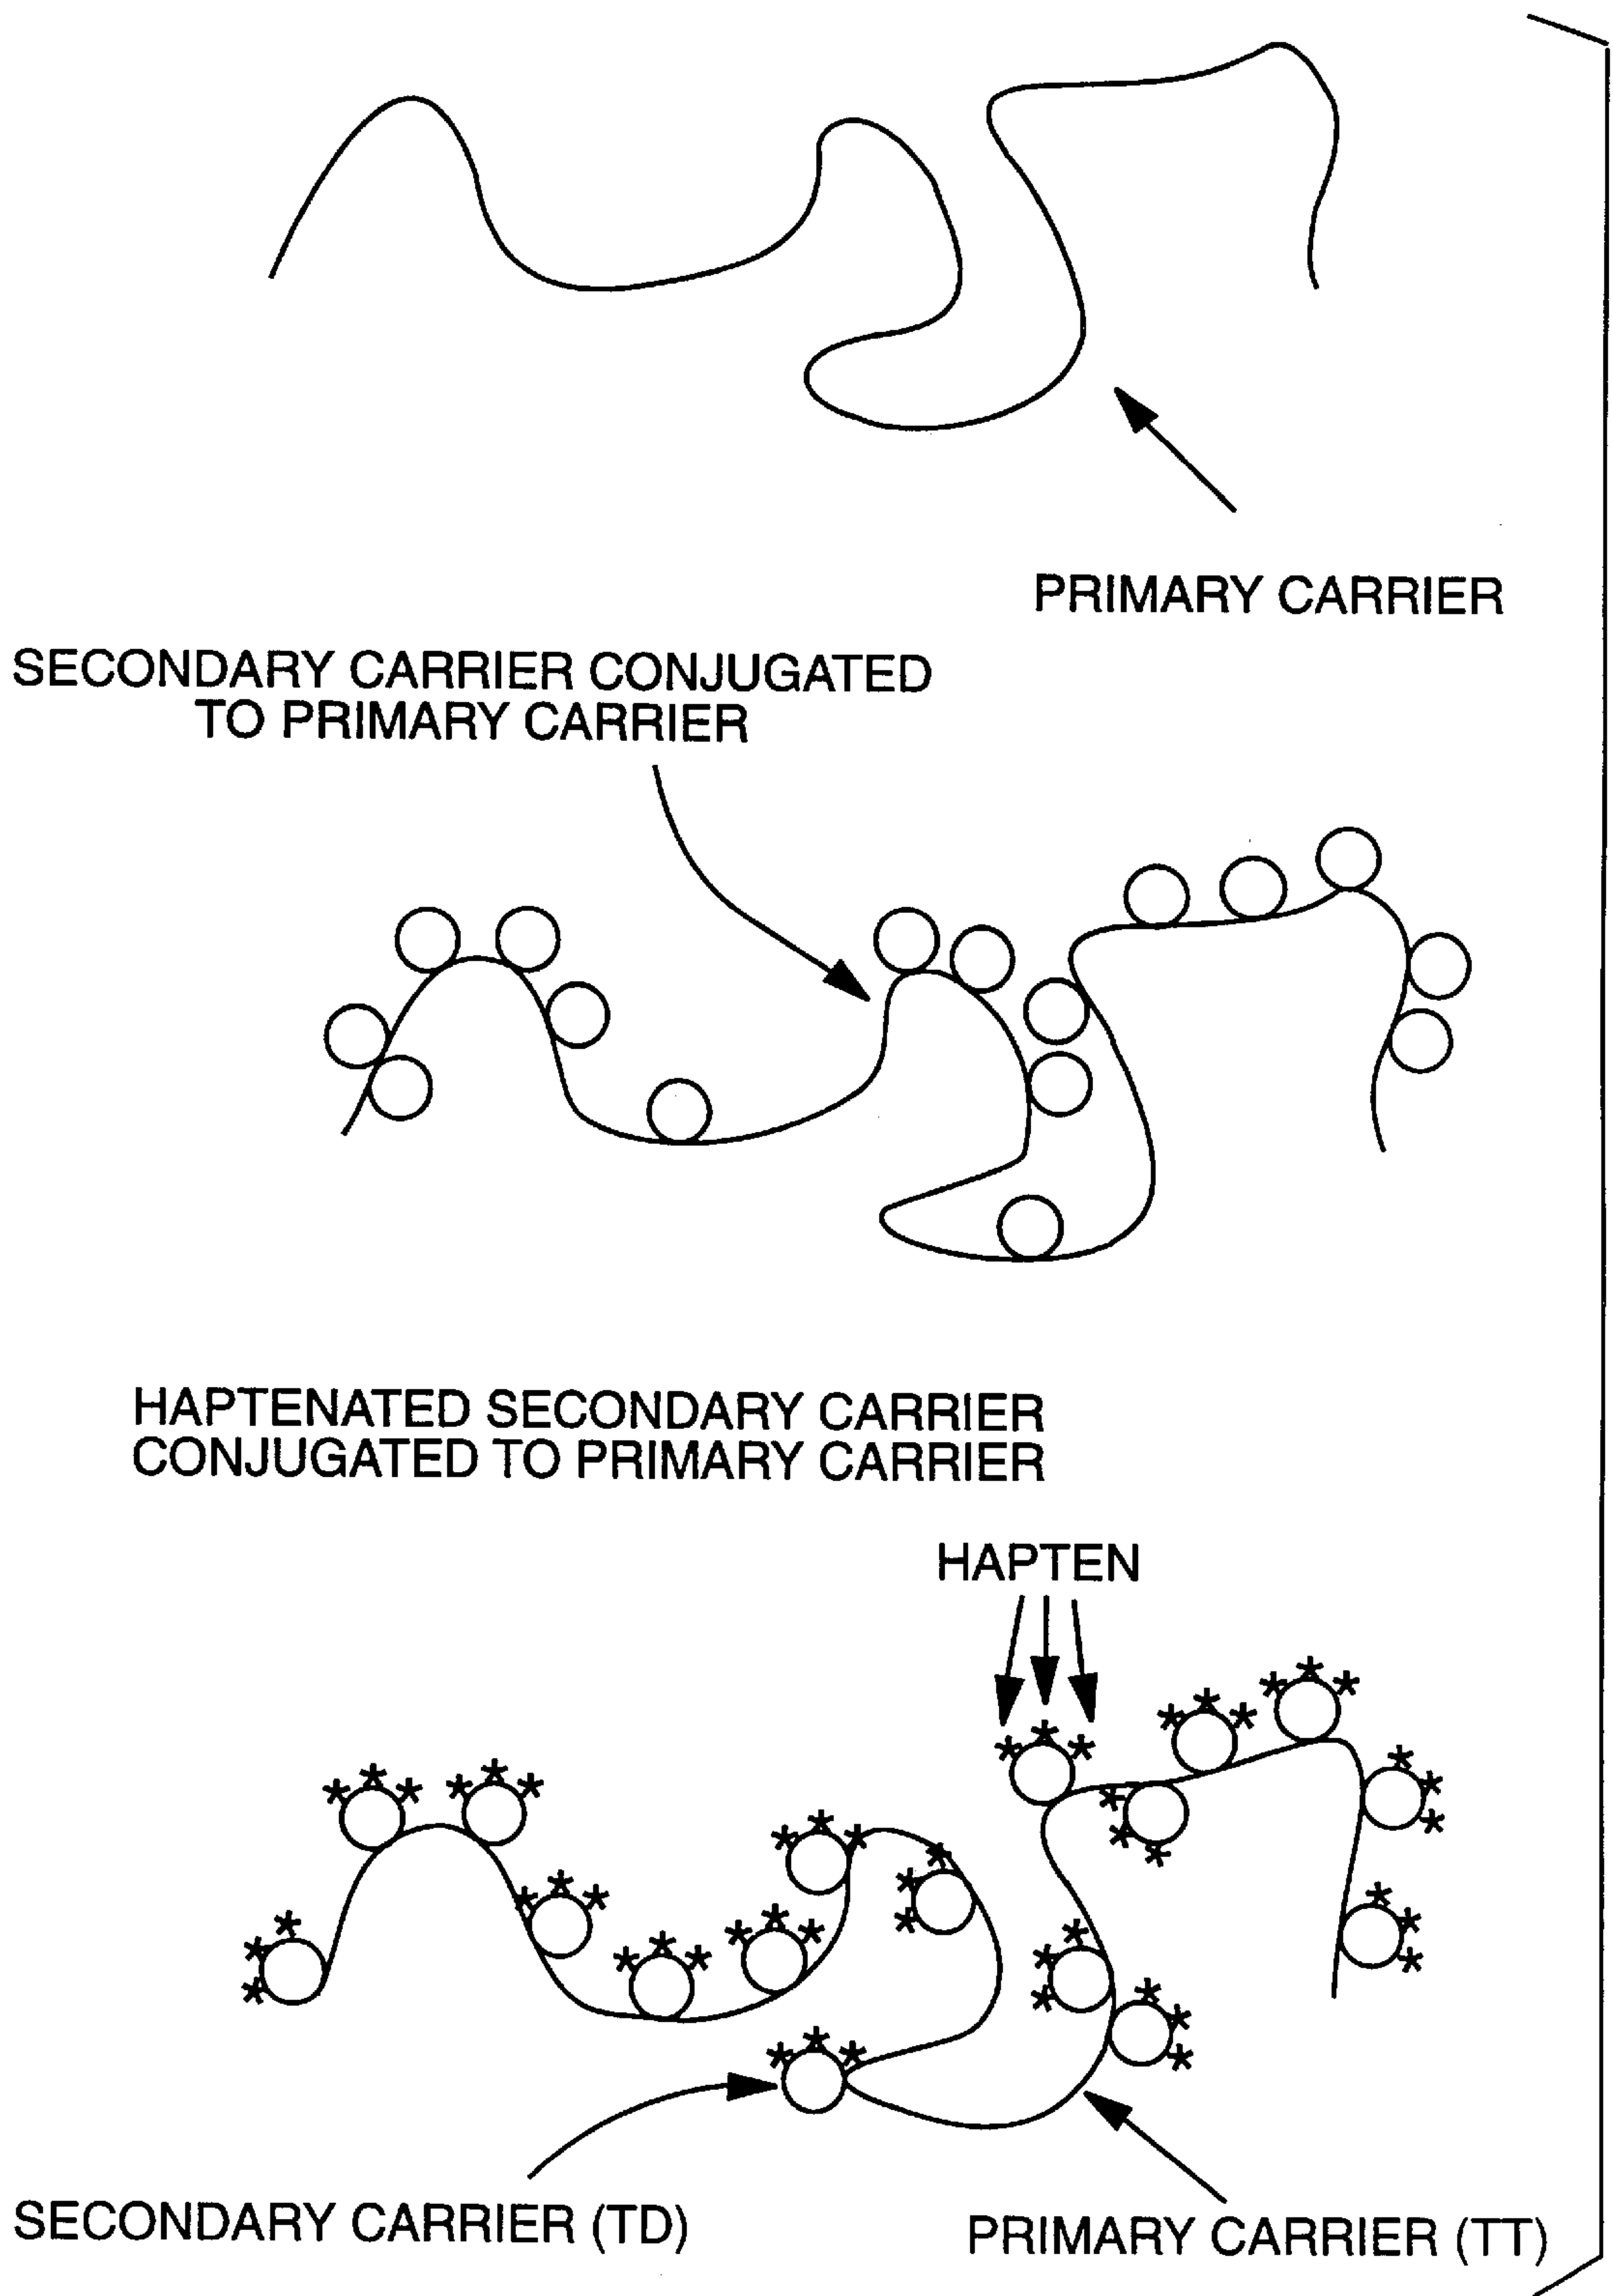 PRIMARY CARRIER
SECONDARY CARRIER CONJUGATED
TO PRIMARY CARRIER
HAPTENATED SECONDARY CARRIER
CONJUGATED TO PRIMARY CARRIER
HAPTEN
SECONDARY CARRIER (TD)
PRIMARY CARRIER (TT)